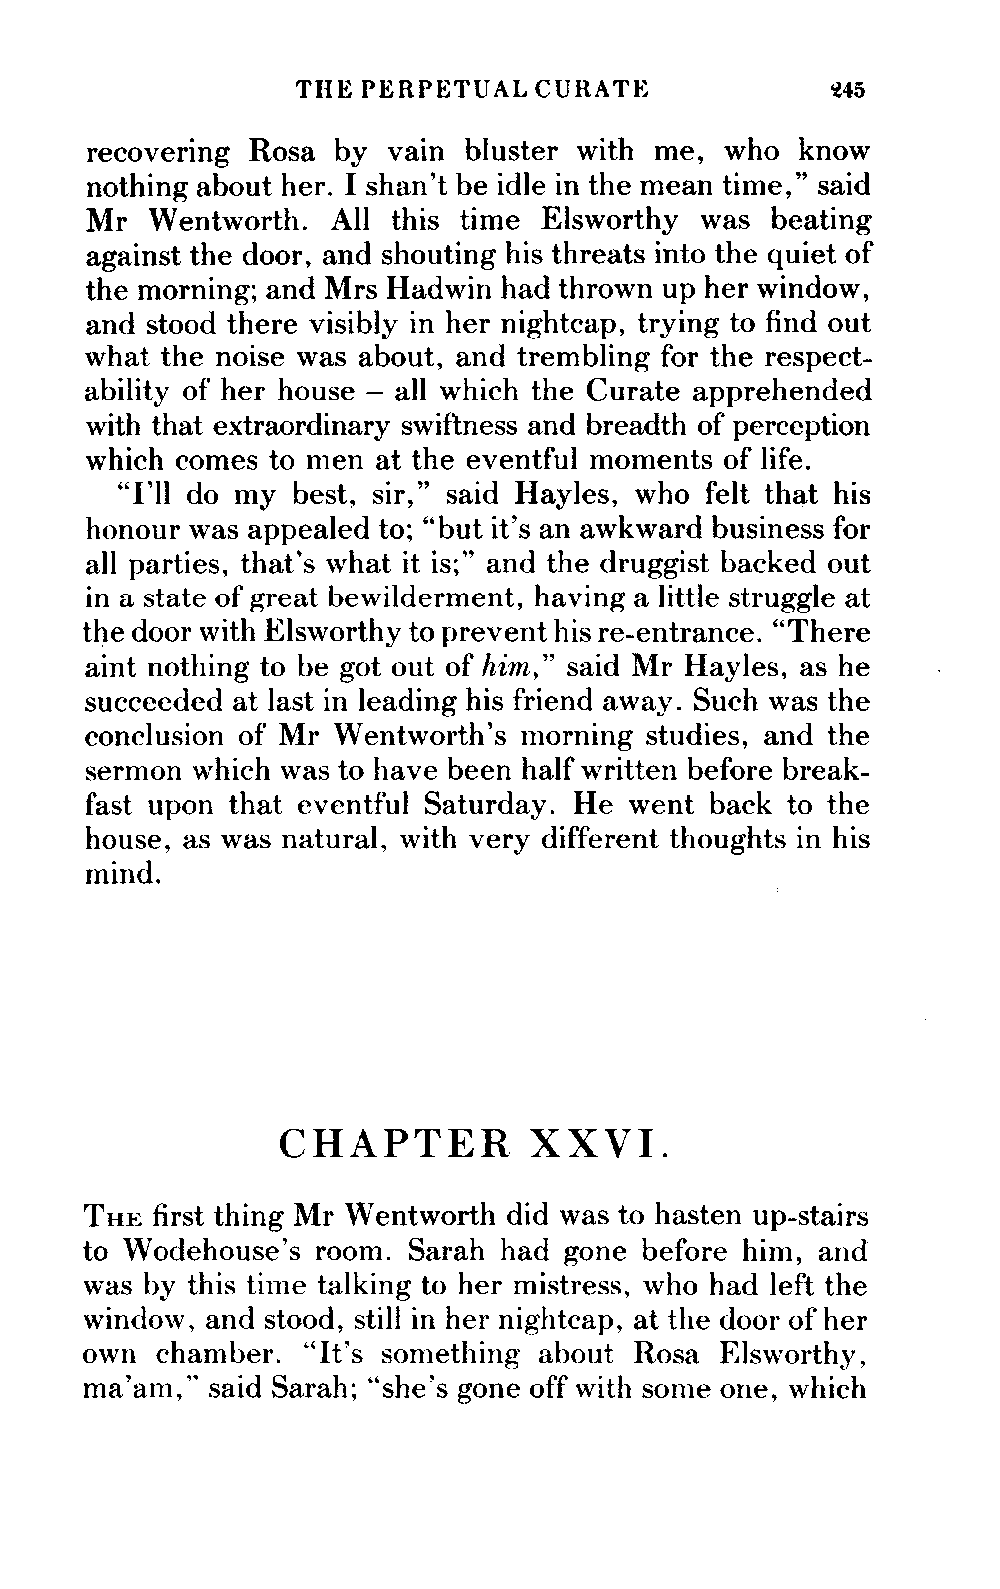 THE PERPETUAL CURATE 245
recovering Rosa by vain bluster with me, who know
nothing about her. I shan't be idle in the mean time,” said
Mr Wentworth. All this time Elsworthy was beating
against the door, and shouting his threats into the quiet of
the morning; and Mrs Hadwin had thrown up her window,
and stood there visibly in her nightcap, trying to find out
what the noise was about, and trembling for the respect-
ability of her house – all which the Curate apprehended
with that extraordinary swiftness and breadth of perception
which comes to men at the eventful moments of life.
“I'll do my best, sir,” said Hayles, who felt that his
honour was appealed to; “but it's an awkward business for
all parties, that's what it is;” and the druggist backed out
in a state of great bewilderment, having a little struggle at
the door with Elsworthy to prevent his re-entrance. “There
aint nothing to be got out of him,” said Mr Hayles, as he
succeeded at last in leading his friend away. Such was the
conclusion of Mr Wentworth's morning studies, and the
sermon which was to have been half written before break-
fast upon that eventful Saturday. He went back to the
house, as was natural, with very different thoughts in his
mind.
CHAPTER XXVI.
THE first thing Mr Wentworth did was to hasten up-stairs
to Wodehouse's room. Sarah had gone before him, and
was by this time talking to her mistress, who had left the
window, and stood, still in her nightcap, at the door of her
own chamber. “It's something about Rosa Elsworthy,
ma'am,” said Sarah; “she's gone off with some one, which